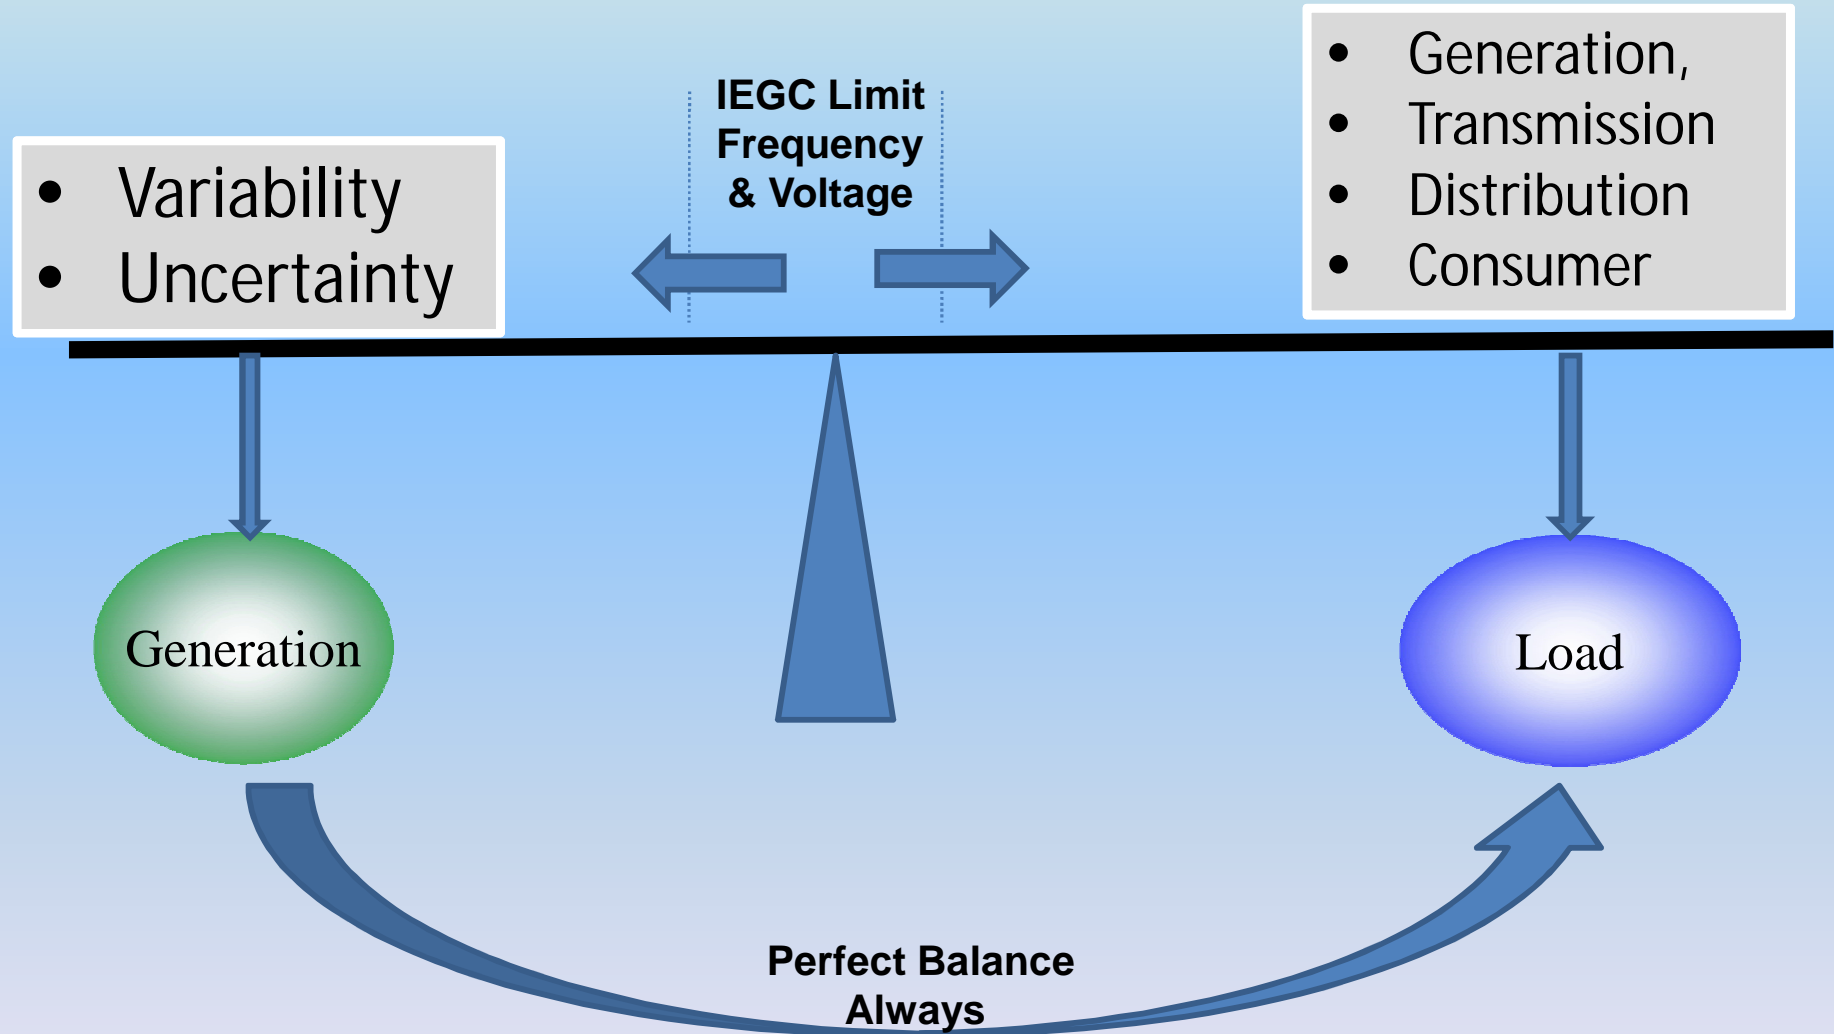 IEGC Limit
Frequency
& Voltage
• Variability
• Uncertainty
• Generation,
• Transmission
• Distribution
• Consumer
Generation
Load
Perfect Balance
Always